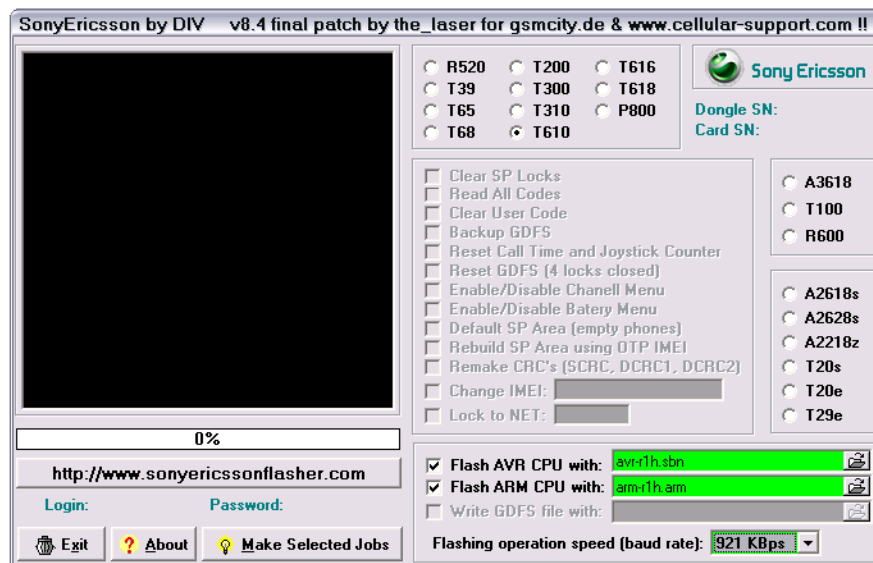 SonyEricsson by DIV v8.4 final patch by the_laser for gsmcity.de & www.cellular-support.com !!
R520 T200 T616
T39 T300 T618
T65 T310 P800
T68 T610
Sony Ericsson
Dongle SN:
Card SN:
Clear SP Locks
Read All Codes
Clear User Code
Backup GDFS
Reset Call Time and Joystick Counter
Reset GDFS (4 locks closed)
Enable/Disable Chanell Menu
Enable/Disable Batery Menu
Default SP Area (empty phones)
Rebuild SP Area using OTP IMEI
Remake CRC's (SCRC, DCRC1, DCRC2)
Change IMEI:
Lock to NET:
A3618
T100
R600
A2618s
A2628s
A2218z
T20s
T20e
T29e
0%
http://www.sonyericssonflasher.com
Login: Password:
Exit About Make Selected Jobs
Flash AVR CPU with: avr-r1h.sbn
Flash ARM CPU with: arm-r1h.arm
Write GDFS file with:
Flashing operation speed (baud rate): 921 KBps